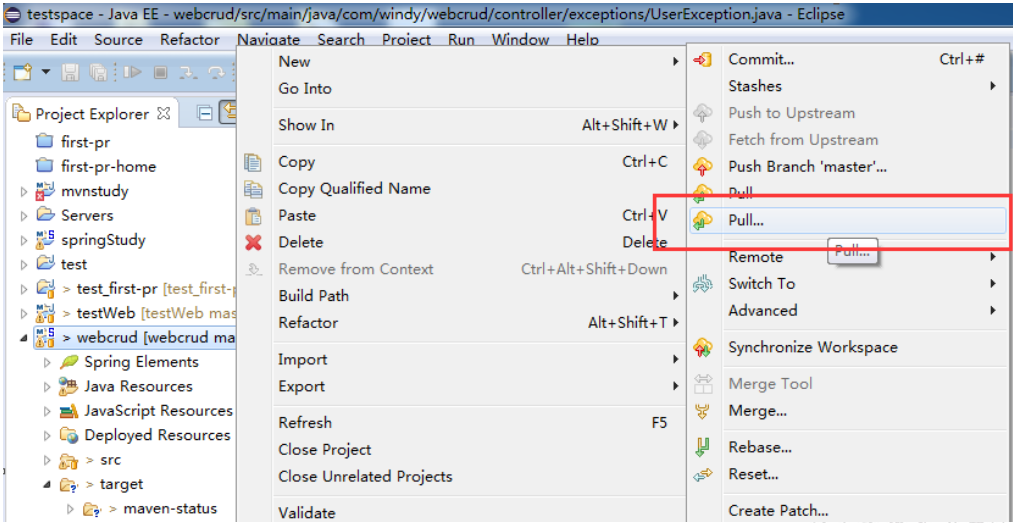 testspace - Java EE - webcrud/src/main/java/com/windy/webcrud/controller/exceptions/UserException.java - Eclipse
File Edit Source Refactor Navigate Search Project Run Window Help
Project Explorer
first-pr
first-pr-home
mvnstudy
Servers
springStudy
test
> test_first-pr [test_first-p
> testWeb [testWeb mas
> webcrud [webcrud ma
Spring Elements
Java Resources
JavaScript Resources
Deployed Resources
> src
> target
> maven-status
New
Go Into
Show In Alt+Shift+W
Copy Ctrl+C
Copy Qualified Name
Paste Ctrl+V
Delete Delete
Remove from Context Ctrl+Alt+Shift+Down
Build Path
Refactor Alt+Shift+T
Import
Export
Refresh F5
Close Project
Close Unrelated Projects
Validate
Commit... Ctrl+#
Stashes
Push to Upstream
Fetch from Upstream
Push Branch 'master'...
Pull
Pull...
Pull...
Remote
Switch To
Advanced
Synchronize Workspace
Merge Tool
Merge...
Rebase...
Reset...
Create Patch...